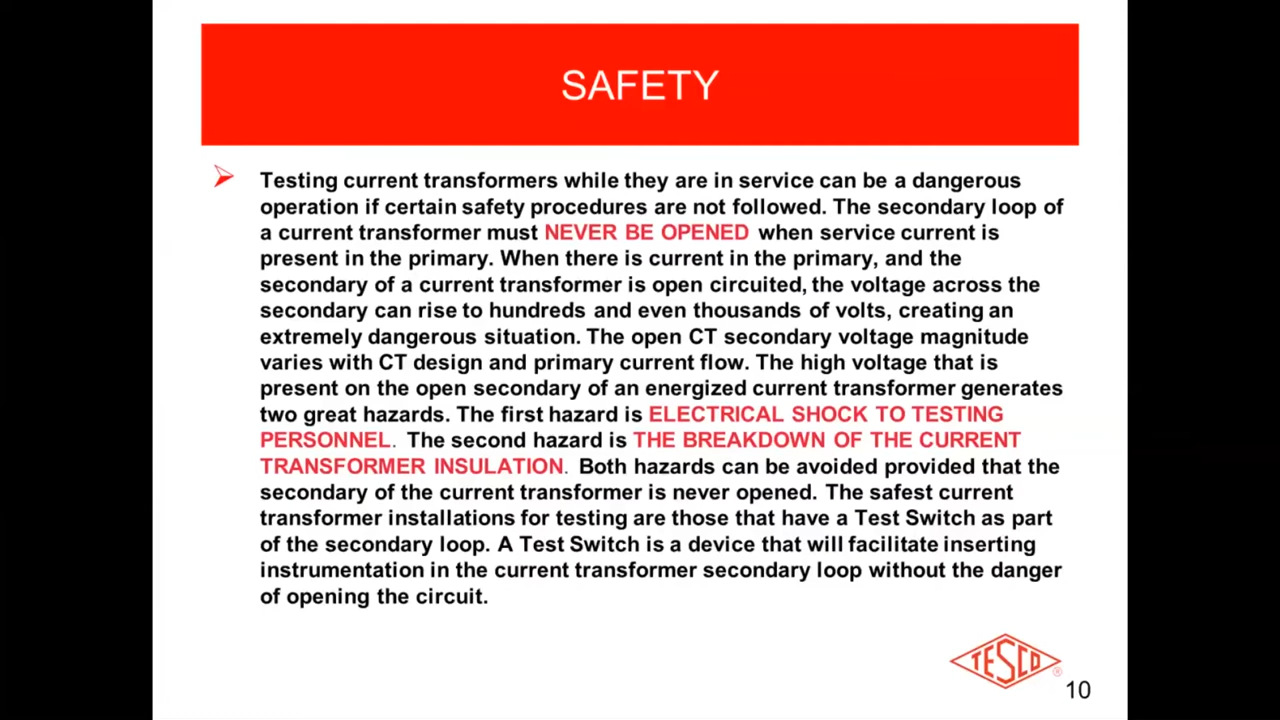 SAFETY
Testing current transformers while they are in service can be a dangerous
operation if certain safety procedures are not followed. The secondary loop of
a current transformer must NEVER BE OPENED when service current is
present in the primary. When there is current in the primary, and the
secondary of a current transformer is open circuited, the voltage across the
secondary can rise to hundreds and even thousands of volts, creating an
extremely dangerous situation. The open CT secondary voltage magnitude
varies with CT design and primary current flow. The high voltage that is
present on the open secondary of an energized current transformer generates
two great hazards. The first hazard is ELECTRICAL SHOCK TO TESTING
PERSONNEL. The second hazard is THE BREAKDOWN OF THE CURRENT
TRANSFORMER INSULATION. Both hazards can be avoided provided that the
secondary of the current transformer is never opened. The safest current
transformer installations for testing are those that have a Test Switch as part
of the secondary loop. A Test Switch is a device that will facilitate inserting
instrumentation in the current transformer secondary loop without the danger
of opening the circuit.
TESCO®
10